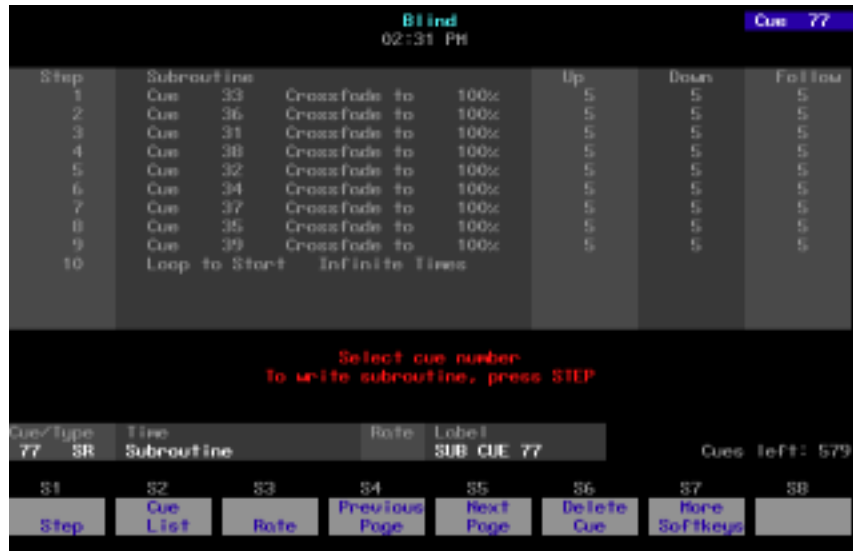 Blind
Cue 77
02:31 PM
Step Subroutine Up Down Follow
1 Cue 33 Crossfade to 100% 5 5 5
2 Cue 36 Crossfade to 100% 5 5 5
3 Cue 31 Crossfade to 100% 5 5 5
4 Cue 38 Crossfade to 100% 5 5 5
5 Cue 32 Crossfade to 100% 5 5 5
6 Cue 34 Crossfade to 100% 5 5 5
7 Cue 37 Crossfade to 100% 5 5 5
8 Cue 35 Crossfade to 100% 5 5 5
9 Cue 39 Crossfade to 100% 5 5 5
10 Loop to Start Infinite Times
Select cue number
To write subroutine, press STEP
Cue/Type Time Rate Label
77 SR Subroutine SUB CUE 77 Cues left: 579
S1 S2 S3 S4 S5 S6 S7 S8
Cue Previous Next Delete More
Step List Rate Page Page Cue Softkeys